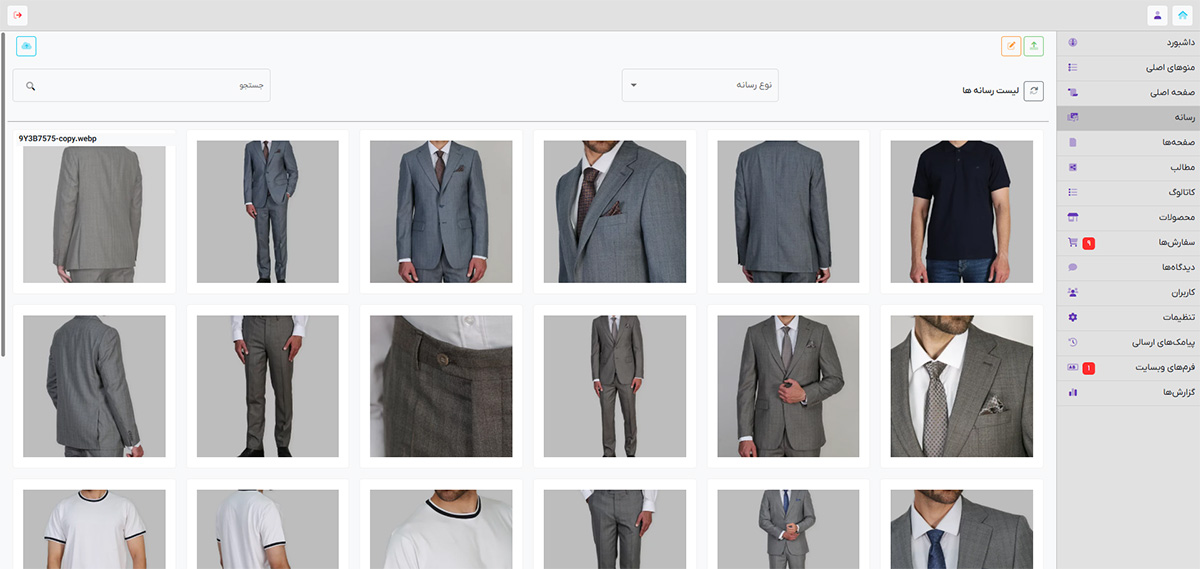 داشبورد
منوهای اصلی
صفحه اصلی
رسانه
صفحه‌ها
مطالب
کاتالوگ
محصولات
سفارش‌ها ۹
دیدگاه‌ها
کاربران
تنظیمات
پیامک‌های ارسالی
فرم‌های وبسایت ۱
گزارش‌ها
لیست رسانه ها
نوع رسانه
جستجو
9Y3B7575-copy.webp